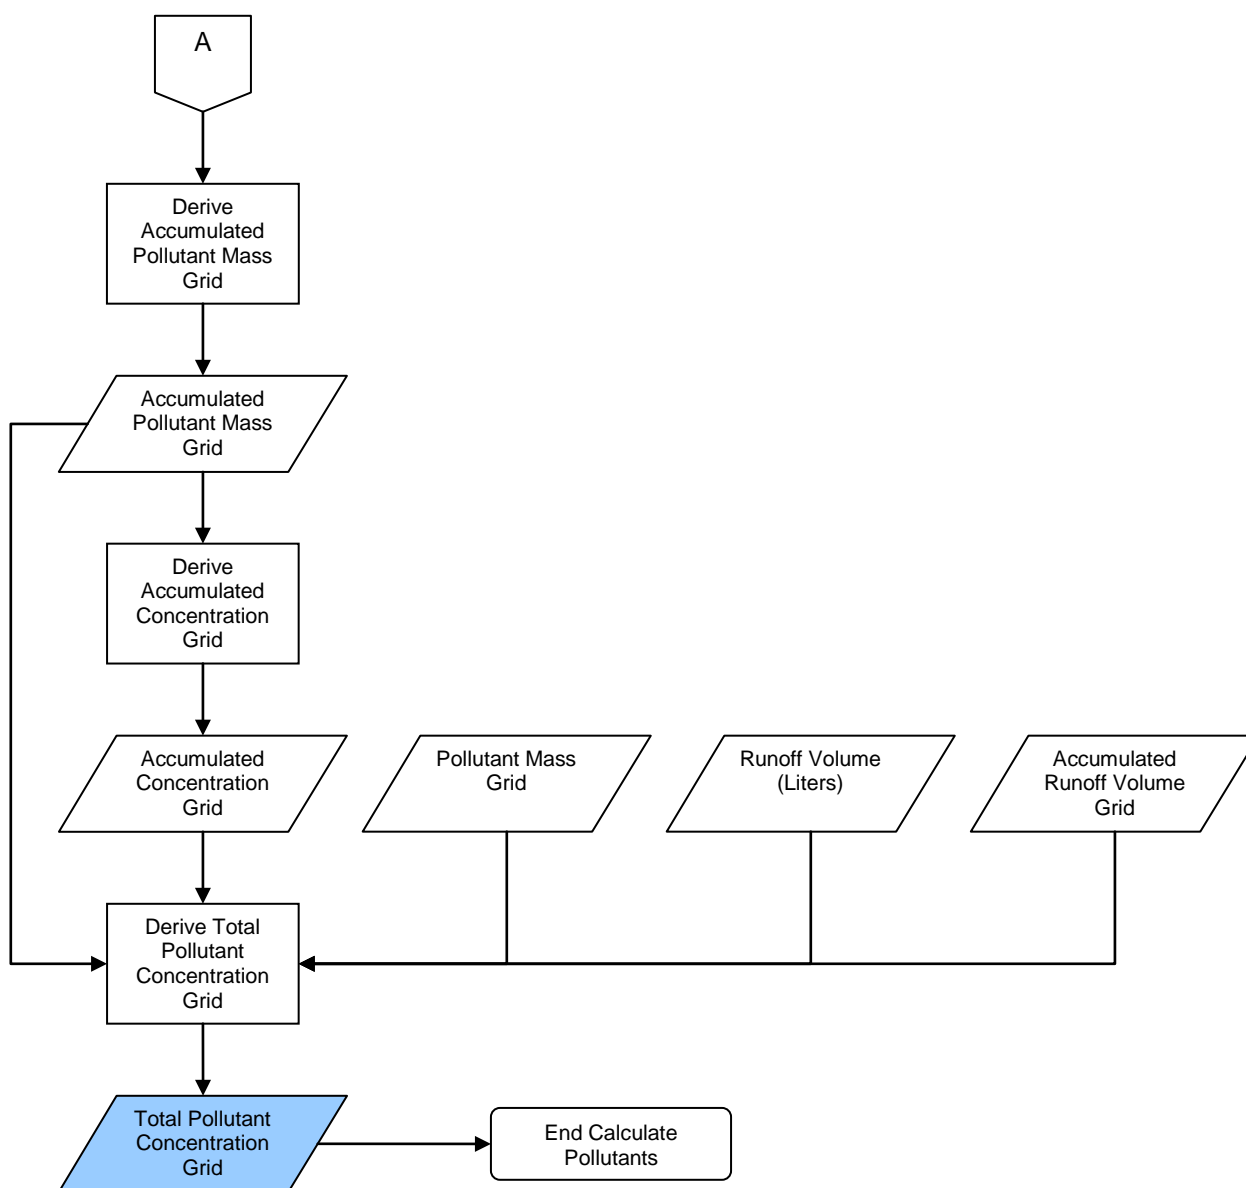 A
Derive
Accumulated
Pollutant Mass
Grid
Accumulated
Pollutant Mass
Grid
Derive
Accumulated
Concentration
Grid
Accumulated
Concentration
Grid
Pollutant Mass
Grid
Runoff Volume
(Liters)
Accumulated
Runoff Volume
Grid
Derive Total
Pollutant
Concentration
Grid
Total Pollutant
Concentration
Grid
End Calculate
Pollutants